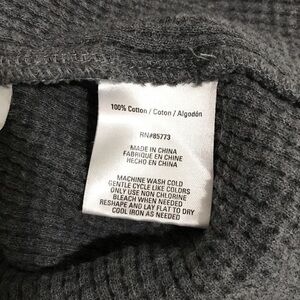 100% Cotton / Coton / Algodón
RN#85773
MADE IN CHINA
FABRIQUÉ EN CHINE
HECHO EN CHINA
MACHINE WASH COLD
GENTLE CYCLE LIKE COLORS
ONLY USE NON CHLORINE
BLEACH WHEN NEEDED
RESHAPE AND LAY FLAT TO DRY
COOL IRON AS NEEDED